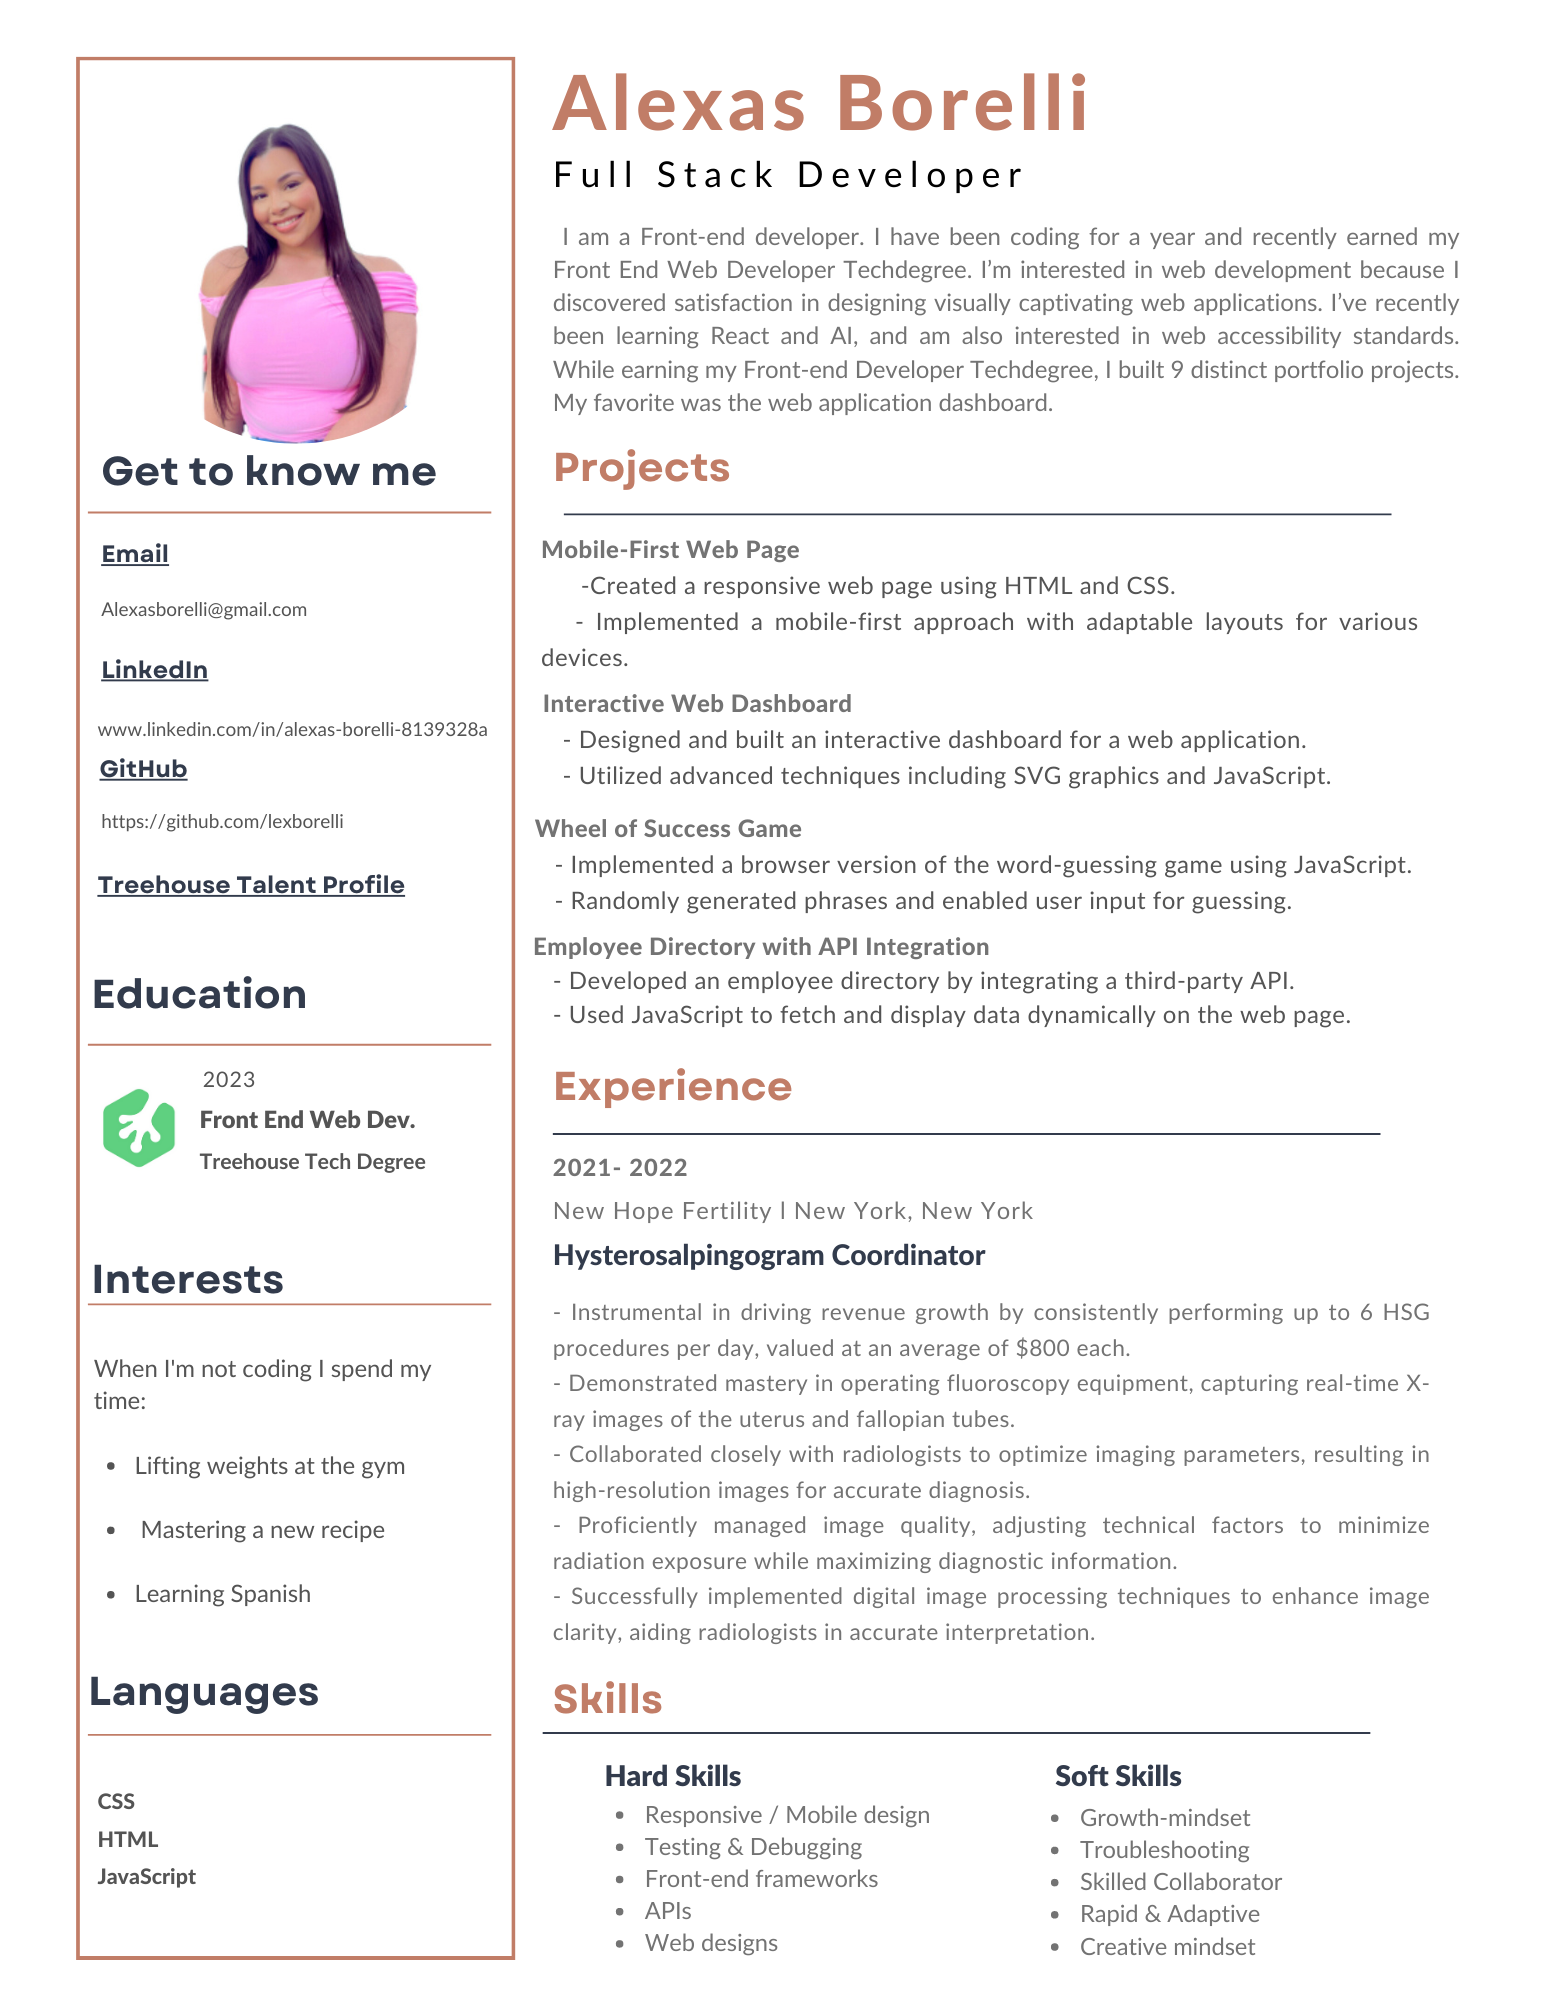 Get to know me
Email
Alexasborelli@gmail.com
LinkedIn
www.linkedin.com/in/alexas-borelli-8139328a
GitHub
https://github.com/lexborelli
Treehouse Talent Profile
Education
2023
Front End Web Dev.
Treehouse Tech Degree
Interests
When I'm not coding I spend my
time:
• Lifting weights at the gym
• Mastering a new recipe
• Learning Spanish
Languages
CSS
HTML
JavaScript
Alexas Borelli
Full Stack Developer
I am a Front-end developer. I have been coding for a year and recently earned my
Front End Web Developer Techdegree. I’m interested in web development because I
discovered satisfaction in designing visually captivating web applications. I’ve recently
been learning React and AI, and am also interested in web accessibility standards.
While earning my Front-end Developer Techdegree, I built 9 distinct portfolio projects.
My favorite was the web application dashboard.
Projects
Mobile-First Web Page
-Created a responsive web page using HTML and CSS.
- Implemented a mobile-first approach with adaptable layouts for various
devices.
Interactive Web Dashboard
- Designed and built an interactive dashboard for a web application.
- Utilized advanced techniques including SVG graphics and JavaScript.
Wheel of Success Game
- Implemented a browser version of the word-guessing game using JavaScript.
- Randomly generated phrases and enabled user input for guessing.
Employee Directory with API Integration
- Developed an employee directory by integrating a third-party API.
- Used JavaScript to fetch and display data dynamically on the web page.
Experience
2021- 2022
New Hope Fertility l New York, New York
Hysterosalpingogram Coordinator
- Instrumental in driving revenue growth by consistently performing up to 6 HSG
procedures per day, valued at an average of $800 each.
- Demonstrated mastery in operating fluoroscopy equipment, capturing real-time X-
ray images of the uterus and fallopian tubes.
- Collaborated closely with radiologists to optimize imaging parameters, resulting in
high-resolution images for accurate diagnosis.
- Proficiently managed image quality, adjusting technical factors to minimize
radiation exposure while maximizing diagnostic information.
- Successfully implemented digital image processing techniques to enhance image
clarity, aiding radiologists in accurate interpretation.
Skills
Hard Skills
• Responsive / Mobile design
• Testing & Debugging
• Front-end frameworks
• APIs
• Web designs
Soft Skills
• Growth-mindset
• Troubleshooting
• Skilled Collaborator
• Rapid & Adaptive
• Creative mindset